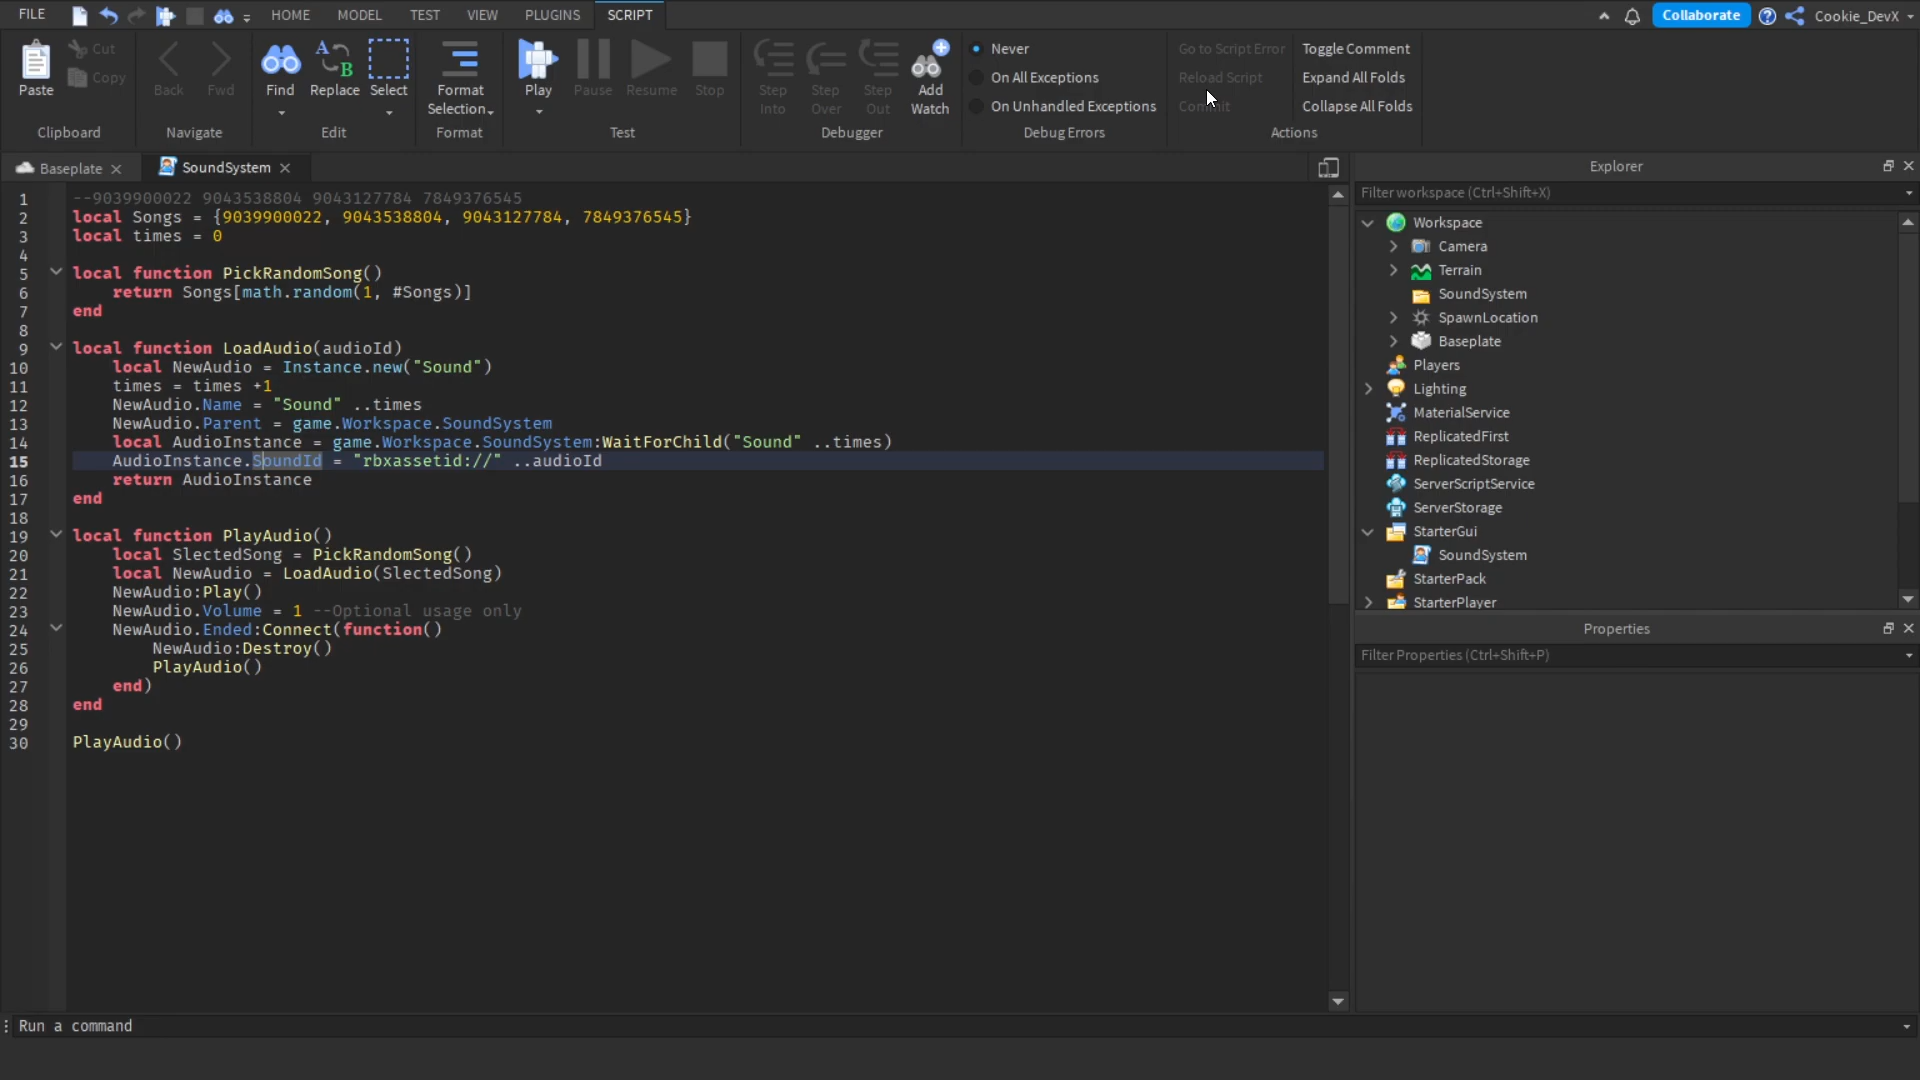 FILE HOME MODEL TEST VIEW PLUGINS SCRIPT Collaborate Cookie_DevX
Paste Cut Copy Clipboard
Back Fwd Navigate
Find Replace Select Edit
Format Selection Format
Play Pause Resume Stop Test
Step Into Step Over Step Out Add Watch Debugger
Never
On All Exceptions
On Unhandled Exceptions
Debug Errors
Go to Script Error Toggle Comment
Reload Script Expand All Folds
Commit Collapse All Folds
Actions
Baseplate SoundSystem
1 --9039900022 9043538804 9043127784 7849376545
2 local Songs = {9039900022, 9043538804, 9043127784, 7849376545}
3 local times = 0
4
5 local function PickRandomSong()
6 return Songs[math.random(1, #Songs)]
7 end
8
9 local function LoadAudio(audioId)
10 local NewAudio = Instance.new("Sound")
11 times = times +1
12 NewAudio.Name = "Sound" ..times
13 NewAudio.Parent = game.Workspace.SoundSystem
14 local AudioInstance = game.Workspace.SoundSystem:WaitForChild("Sound" ..times)
15 AudioInstance.SoundId = "rbxassetid://" ..audioId
16 return AudioInstance
17 end
18
19 local function PlayAudio()
20 local SlectedSong = PickRandomSong()
21 local NewAudio = LoadAudio(SlectedSong)
22 NewAudio:Play()
23 NewAudio.Volume = 1 --Optional usage only
24 NewAudio.Ended:Connect(function()
25 NewAudio:Destroy()
26 PlayAudio()
27 end)
28 end
29
30 PlayAudio()
Explorer
Filter workspace (Ctrl+Shift+X)
Workspace
Camera
Terrain
SoundSystem
SpawnLocation
Baseplate
Players
Lighting
MaterialService
ReplicatedFirst
ReplicatedStorage
ServerScriptService
ServerStorage
StarterGui
SoundSystem
StarterPack
StarterPlayer
Properties
Filter Properties (Ctrl+Shift+P)
Run a command